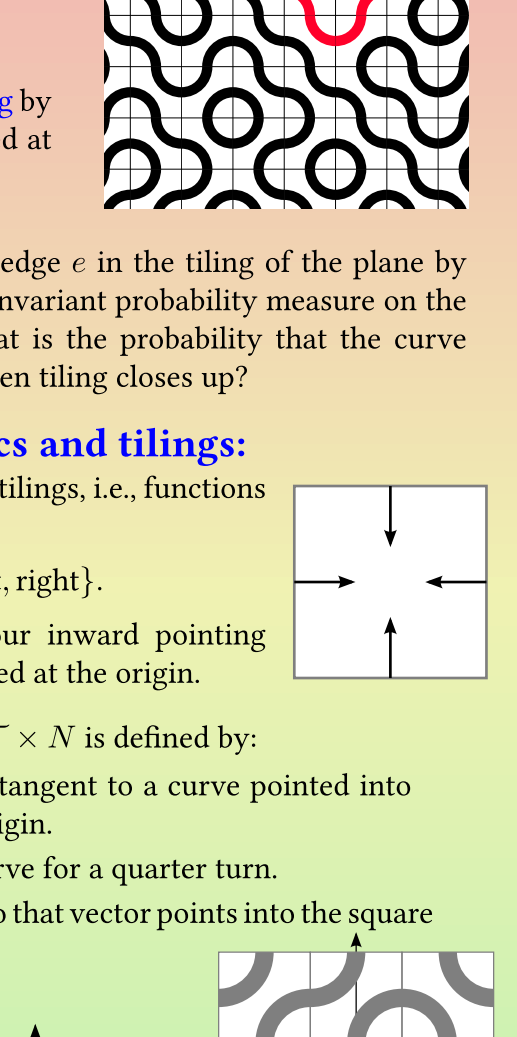 g by
d at
edge e in the tiling of the plane by
nvariant probability measure on the
at is the probability that the curve
en tiling closes up?
cs and tilings:
tilings, i.e., functions
, right}.
our inward pointing
ed at the origin.
× N is defined by:
tangent to a curve pointed into
igin.
rve for a quarter turn.
o that vector points into the square